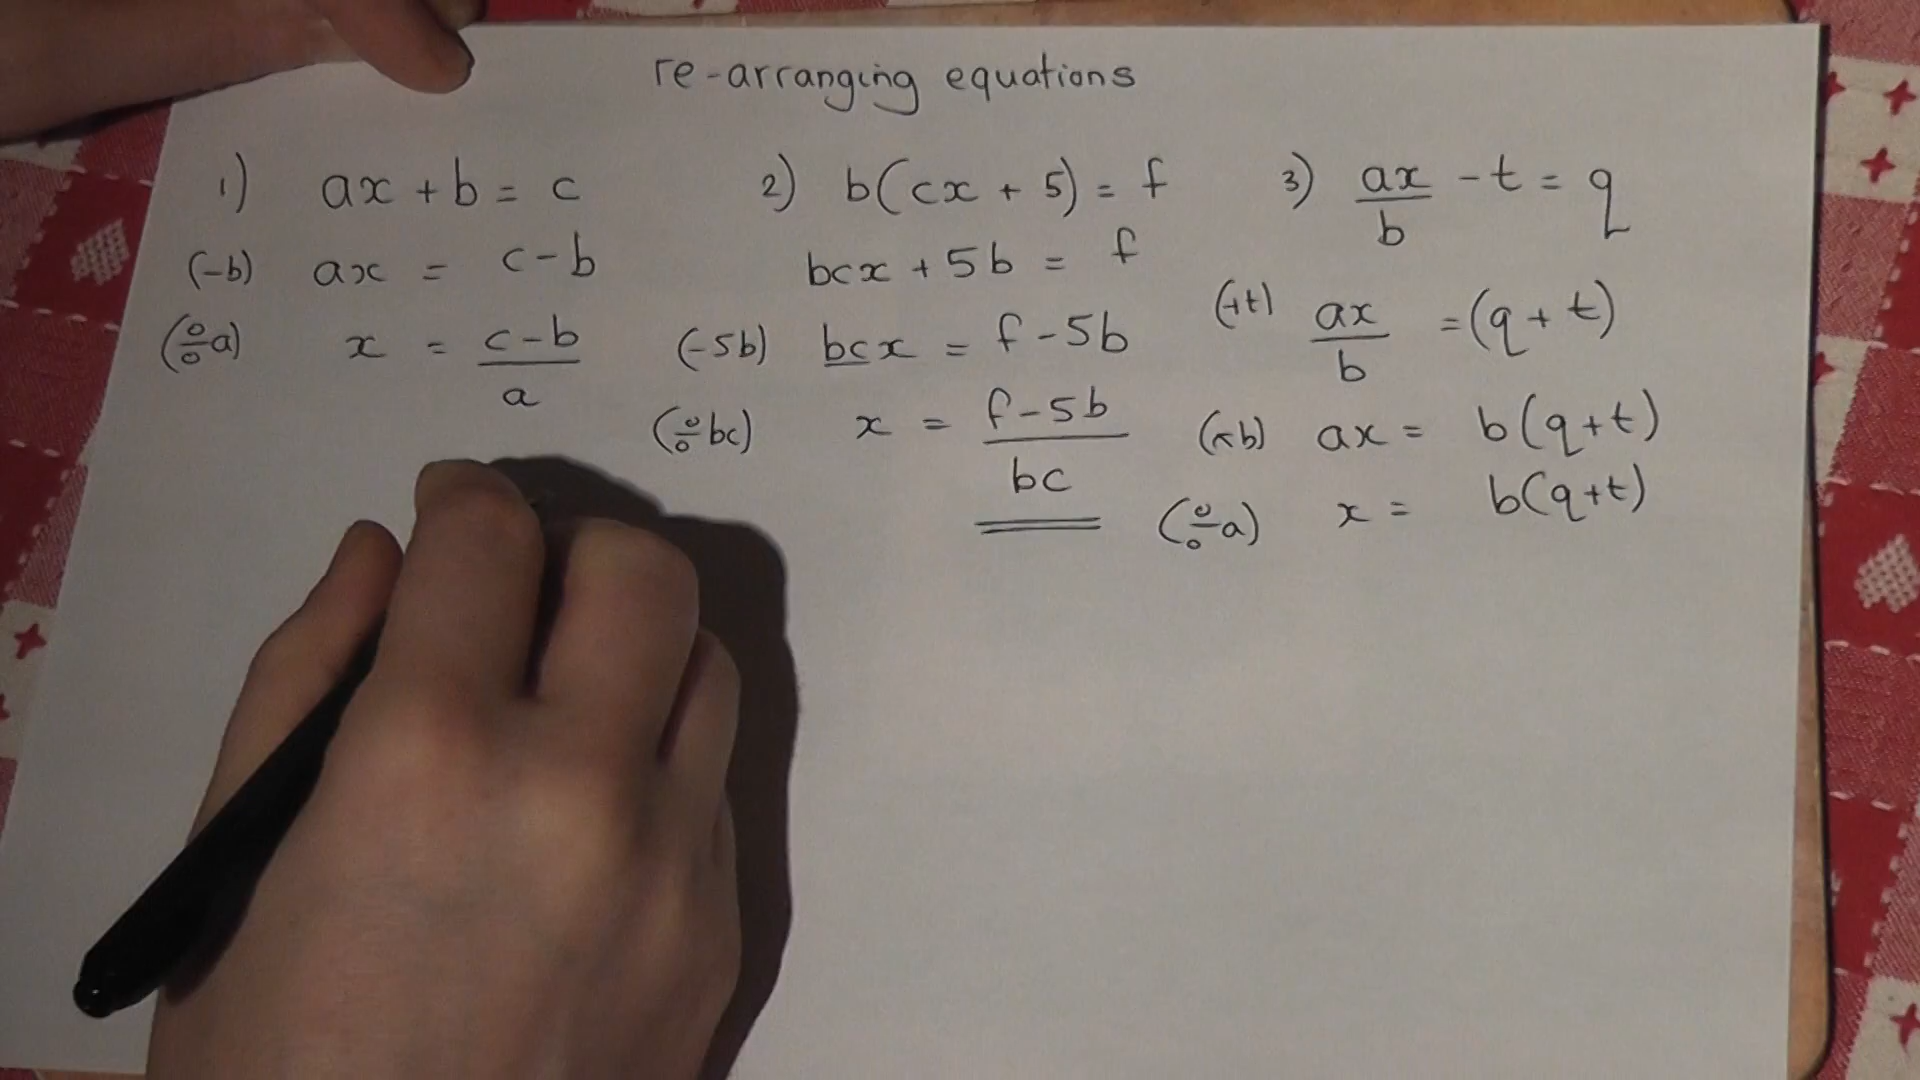 re-arranging equations
1) ax + b = c
(-b) ax = c - b
(÷a) x = c - b
a
2) b(cx + 5) = f
bcx + 5b = f
(-5b) bcx = f - 5b
(÷bc) x = f - 5b
bc
3) ax - t = q
b
(+t) ax = (q + t)
b
(×b) ax = b(q+t)
(÷a) x = b(q+t)